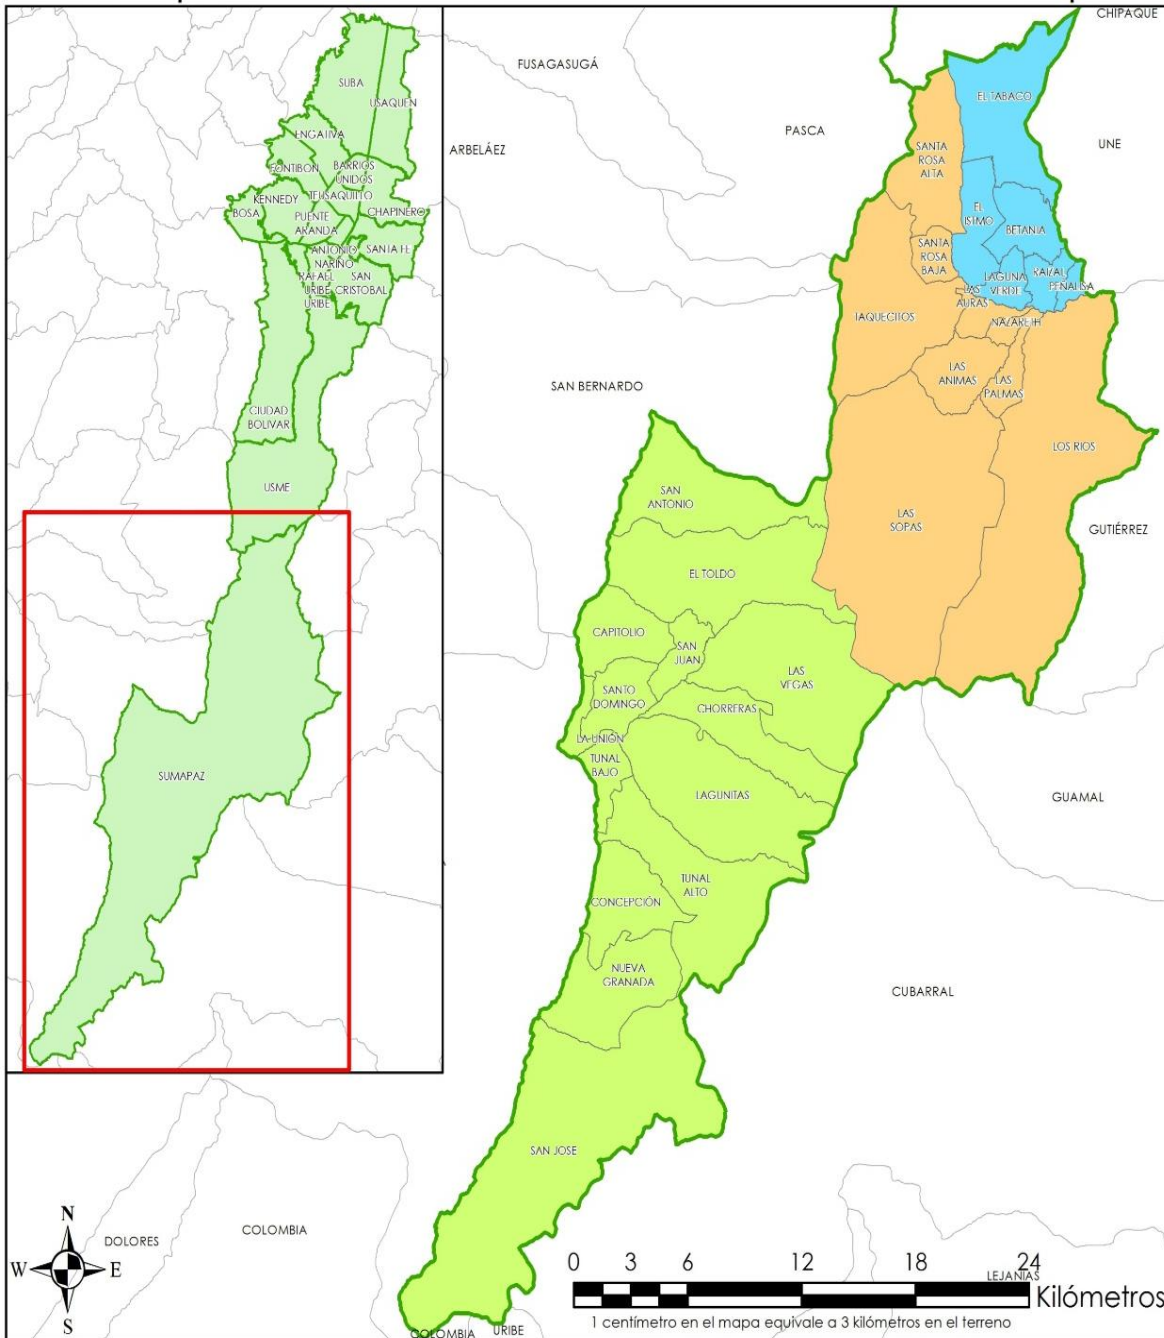 SUBA
USAQUEN
ENGATIVA
FONTIBON
BARRIOS
UNIDOS
TEUSAQUILLO
KENNEDY
BOSA
PUENTE
ARANDA
CHAPINERO
ANTONIO
NARIÑO
SANTA FE
RAFAEL
URIBE
URIBE
SAN
CRISTOBAL
CIUDAD
BOLIVAR
USME
SUMAPAZ
CHIPAQUE
FUSAGASUGÁ
PASCA
ARBELÁEZ
UNE
EL TABACO
SANTA
ROSA
ALTA
EL
ISTMO
BETANIA
SANTA
ROSA
BAJA
LAGUNA
VERDE
RAIZAL
PEÑALISA
LAS
AURAS
TAQUECITOS
NAZARETH
LAS
ANIMAS
LAS
PALMAS
SAN BERNARDO
LOS RIOS
LAS
SOPAS
GUTIÉRREZ
SAN
ANTONIO
EL TOLDO
CAPITOLIO
SAN
JUAN
LAS
VEGAS
SANTO
DOMINGO
CHORRERAS
LA UNIÓN
TUNAL
BAJO
LAGUNITAS
GUAMAL
TUNAL
ALTO
CONCEPCIÓN
NUEVA
GRANADA
CUBARRAL
SAN JOSE
DOLORES
COLOMBIA
N
W E
S
0 3 6 12 18 24
LEJANÍAS
Kilómetros
1 centímetro en el mapa equivale a 3 kilómetros en el terreno
COLOMBIA
URIBE